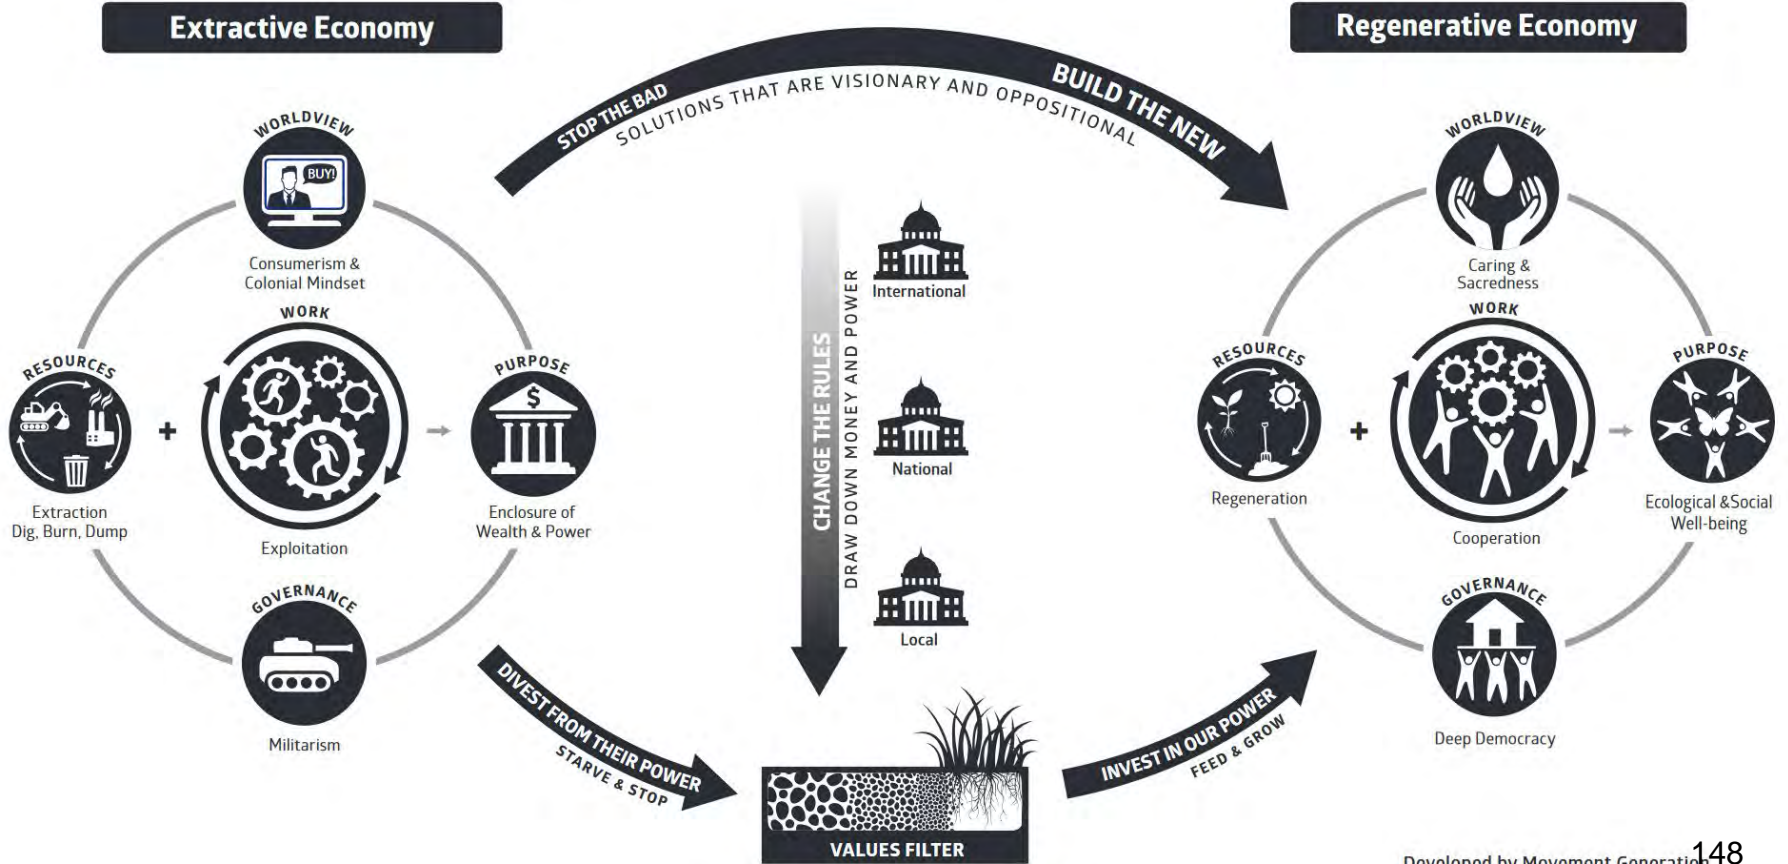 Extractive Economy
Regenerative Economy
STOP THE BAD
BUILD THE NEW
SOLUTIONS THAT ARE VISIONARY AND OPPOSITIONAL
WORLDVIEW
BUY!
Consumerism &
Colonial Mindset
WORK
RESOURCES
PURPOSE
$
+
Extraction
Dig, Burn, Dump
Exploitation
Enclosure of
Wealth & Power
GOVERNANCE
Militarism
CHANGE THE RULES
DRAW DOWN MONEY AND POWER
International
National
Local
DIVEST FROM THEIR POWER
STARVE & STOP
VALUES FILTER
INVEST IN OUR POWER
FEED & GROW
WORLDVIEW
Caring &
Sacredness
WORK
RESOURCES
PURPOSE
+
Regeneration
Cooperation
Ecological &Social
Well-being
GOVERNANCE
Deep Democracy
Developed by Movement Generation
148